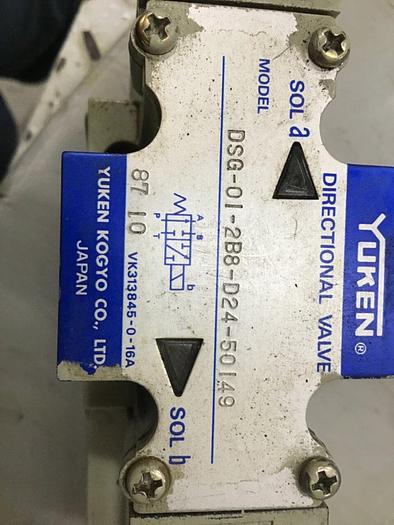 YUKEN®
DIRECTIONAL VALVE
SOL a
MODEL
DSG-01-2B8-D24-50149
A B
P T
b
87 10
VK313845-0-16A
SOL b
YUKEN KOGYO CO., LTD
JAPAN